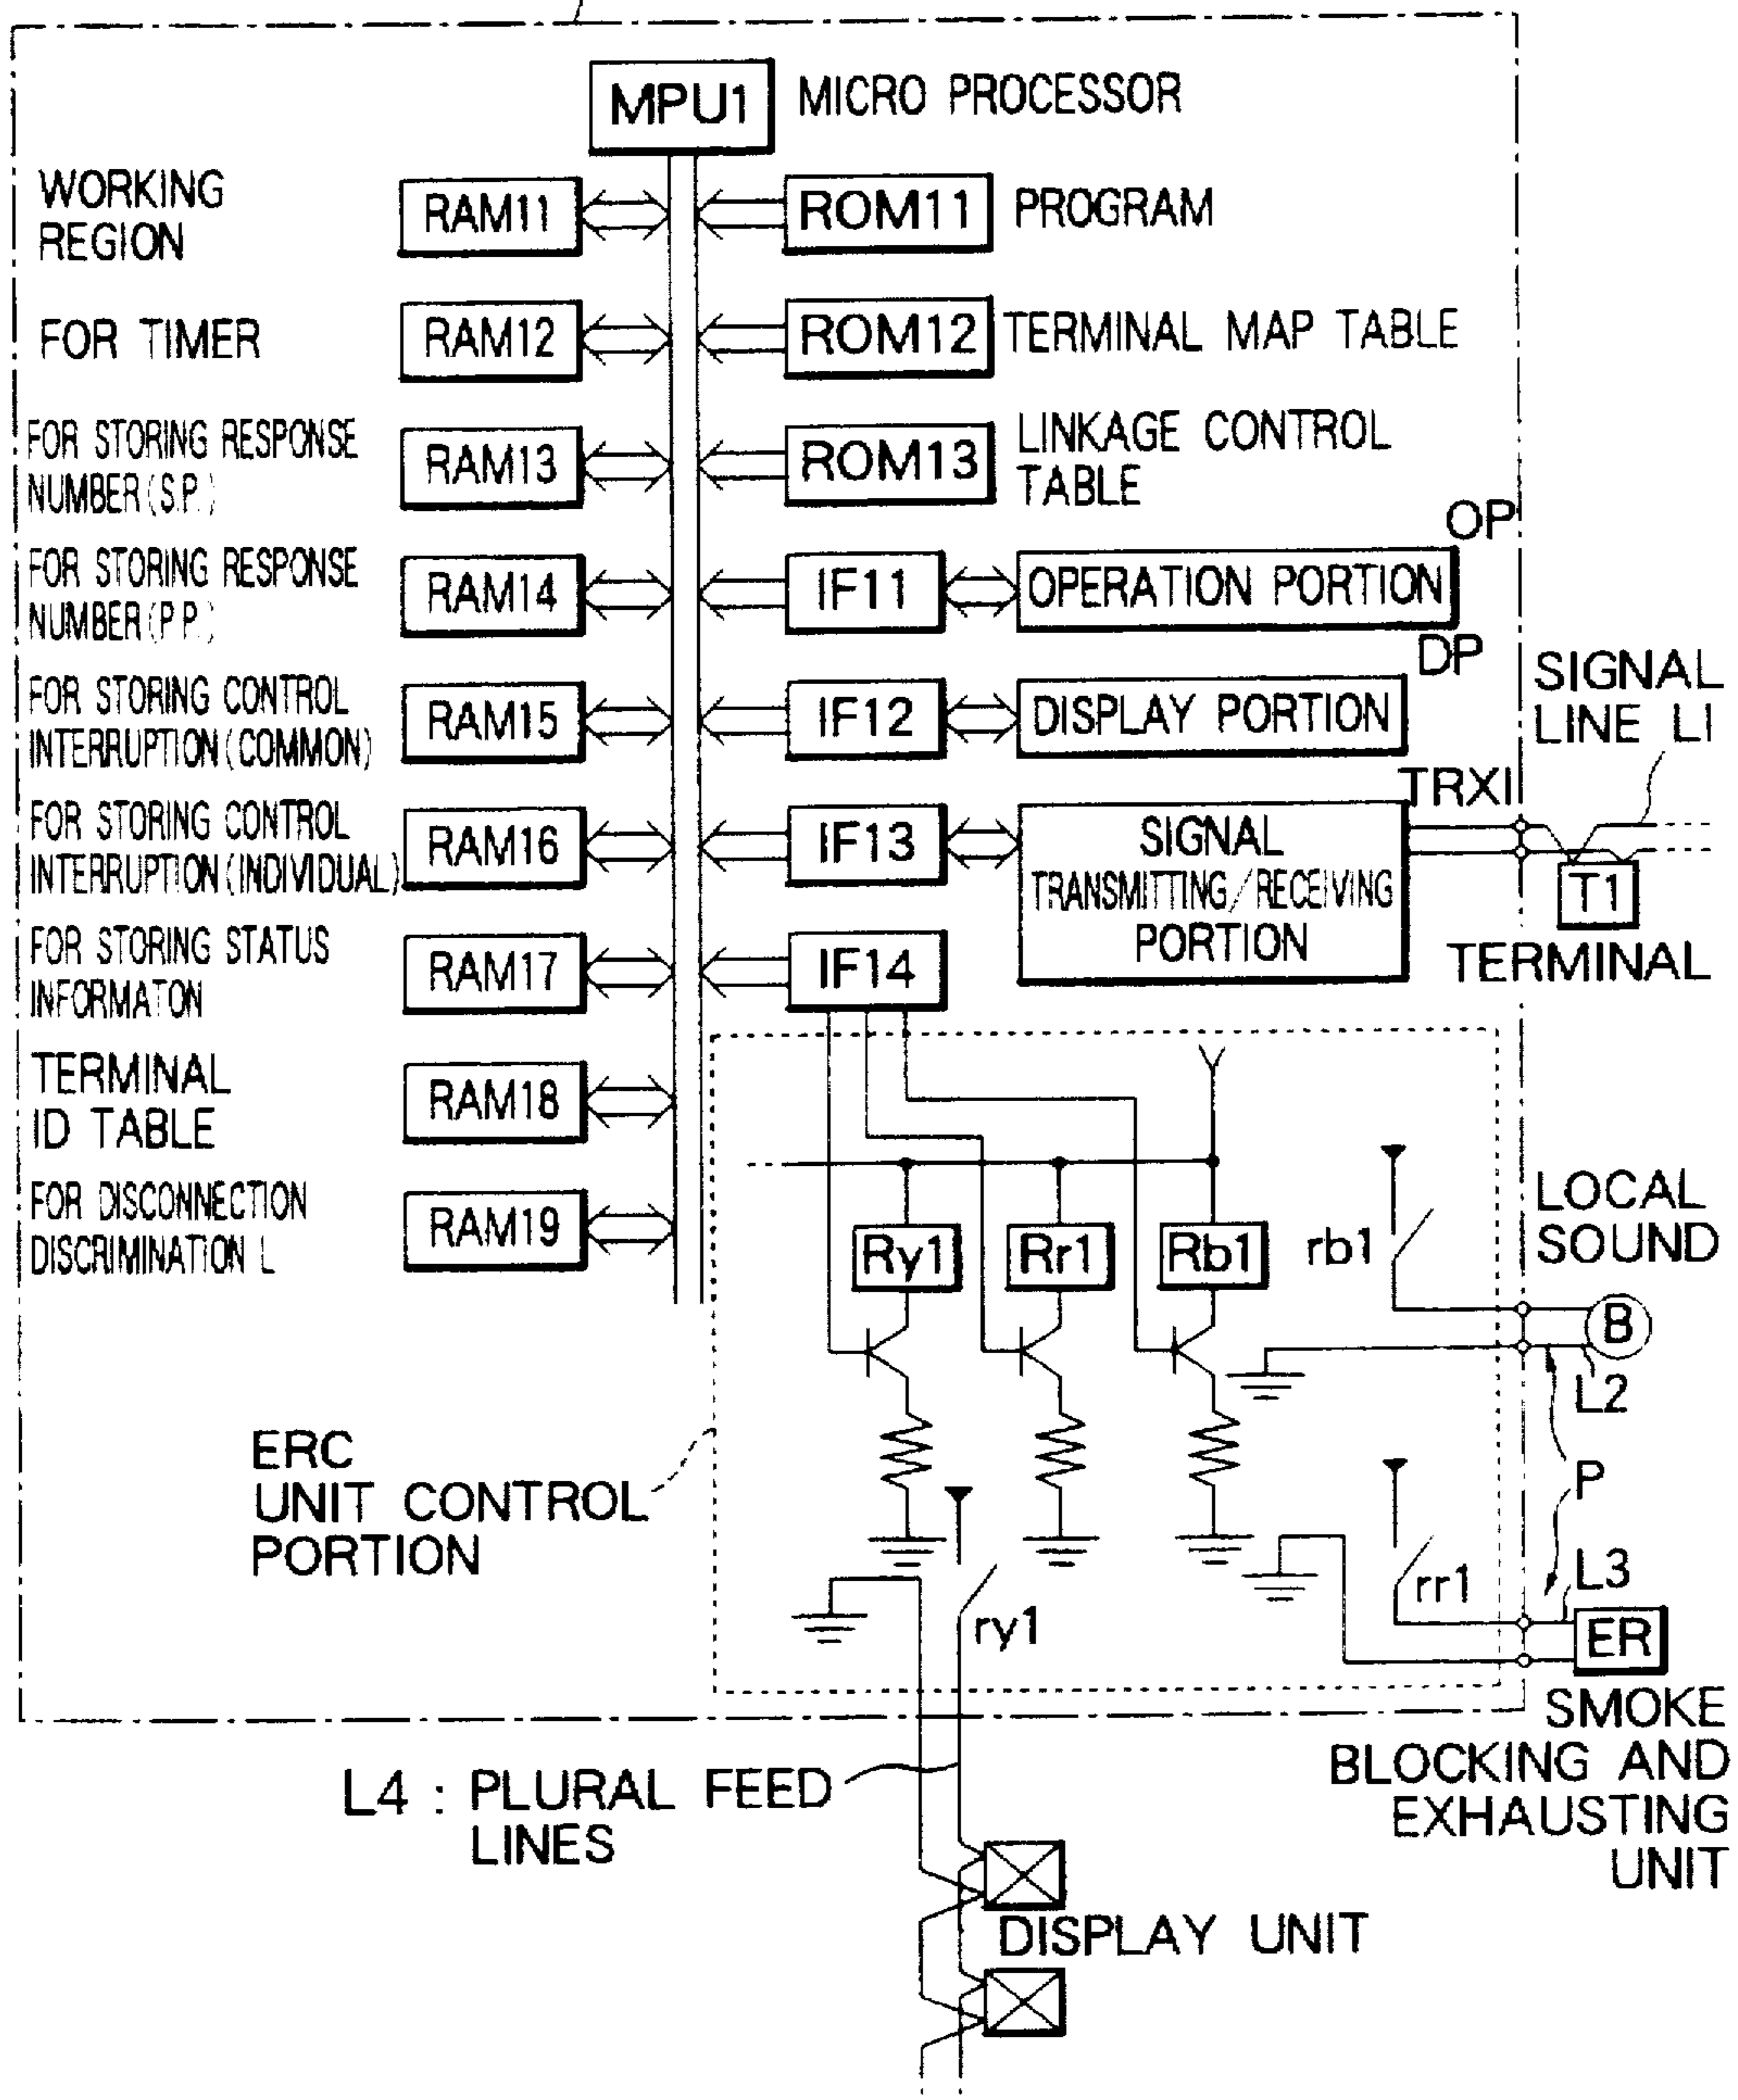 MPU1 MICRO PROCESSOR
WORKING
REGION
RAM11
ROM11 PROGRAM
FOR TIMER
RAM12
ROM12 TERMINAL MAP TABLE
FOR STORING RESPONSE
NUMBER (S.P.)
RAM13
ROM13
LINKAGE CONTROL
TABLE
OP
FOR STORING RESPONSE
NUMBER (P.P.)
RAM14
IF11
OPERATION PORTION
DP
FOR STORING CONTROL
INTERRUPTION (COMMON)
RAM15
IF12
DISPLAY PORTION
SIGNAL
LINE L1
TRX1
FOR STORING CONTROL
INTERRUPTION (INDIVIDUAL)
RAM16
IF13
SIGNAL
TRANSMITTING/RECEIVING
PORTION
T1
TERMINAL
FOR STORING STATUS
INFORMATON
RAM17
IF14
TERMINAL
ID TABLE
RAM18
FOR DISCONNECTION
DISCRIMINATION L
RAM19
Ry1
Rr1
Rb1
rb1
LOCAL
SOUND
B
L2
P
ERC
UNIT CONTROL
PORTION
ry1
rr1
L3
ER
SMOKE
BLOCKING AND
EXHAUSTING
UNIT
L4 : PLURAL FEED
LINES
DISPLAY UNIT